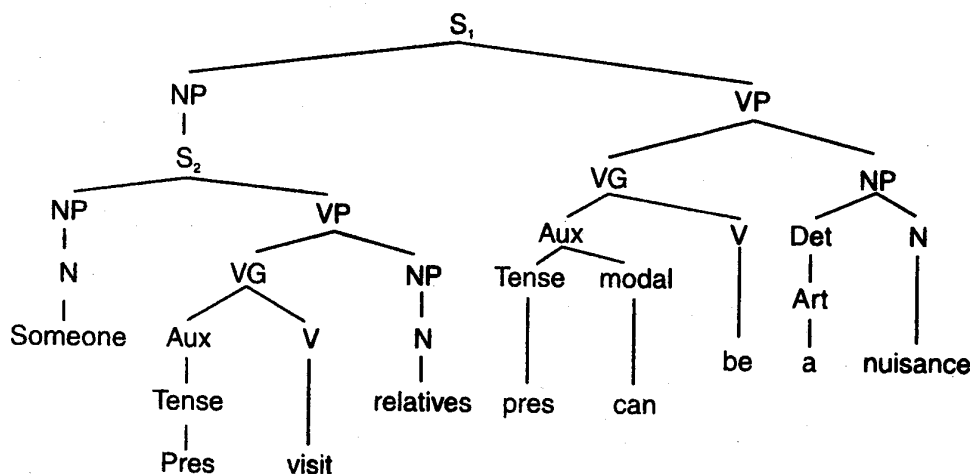 S₁
NP VP
S₂ VG NP
NP VP Aux V Det N
N VG NP Tense modal Art
Someone Aux V N be a nuisance
Tense relatives pres can
Pres visit